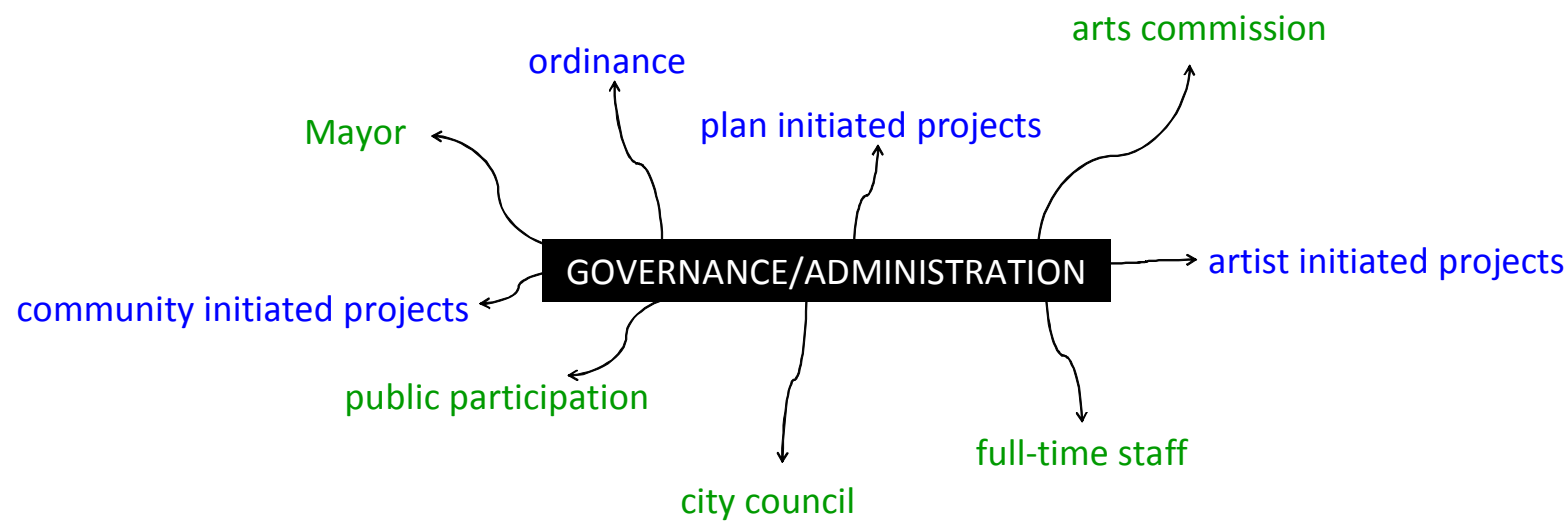 arts commission
ordinance
plan initiated projects
Mayor
GOVERNANCE/ADMINISTRATION
artist initiated projects
community initiated projects
public participation
full-time staff
city council